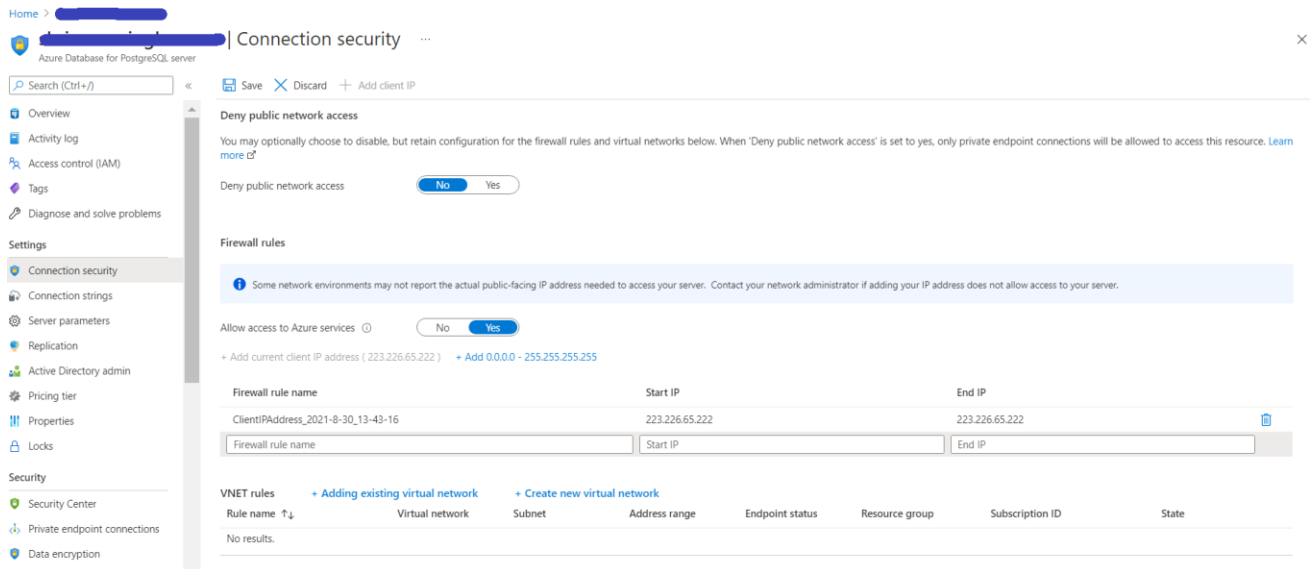 Home >
| Connection security ...
Azure Database for PostgreSQL server
Search (Ctrl+/)
«
Overview
Activity log
Access control (IAM)
Tags
Diagnose and solve problems
Settings
Connection security
Connection strings
Server parameters
Replication
Active Directory admin
Pricing tier
Properties
Locks
Security
Security Center
Private endpoint connections
Data encryption
Save Discard + Add client IP
Deny public network access
You may optionally choose to disable, but retain configuration for the firewall rules and virtual networks below. When 'Deny public network access' is set to yes, only private endpoint connections will be allowed to access this resource. Learn
more
Deny public network access No Yes
Firewall rules
Some network environments may not report the actual public-facing IP address needed to access your server. Contact your network administrator if adding your IP address does not allow access to your server.
Allow access to Azure services No Yes
+ Add current client IP address ( 223.226.65.222 ) + Add 0.0.0.0 - 255.255.255.255
Firewall rule name Start IP End IP
ClientIPAddress_2021-8-30_13-43-16 223.226.65.222 223.226.65.222
Firewall rule name Start IP End IP
VNET rules + Adding existing virtual network + Create new virtual network
Rule name ↑↓ Virtual network Subnet Address range Endpoint status Resource group Subscription ID State
No results.